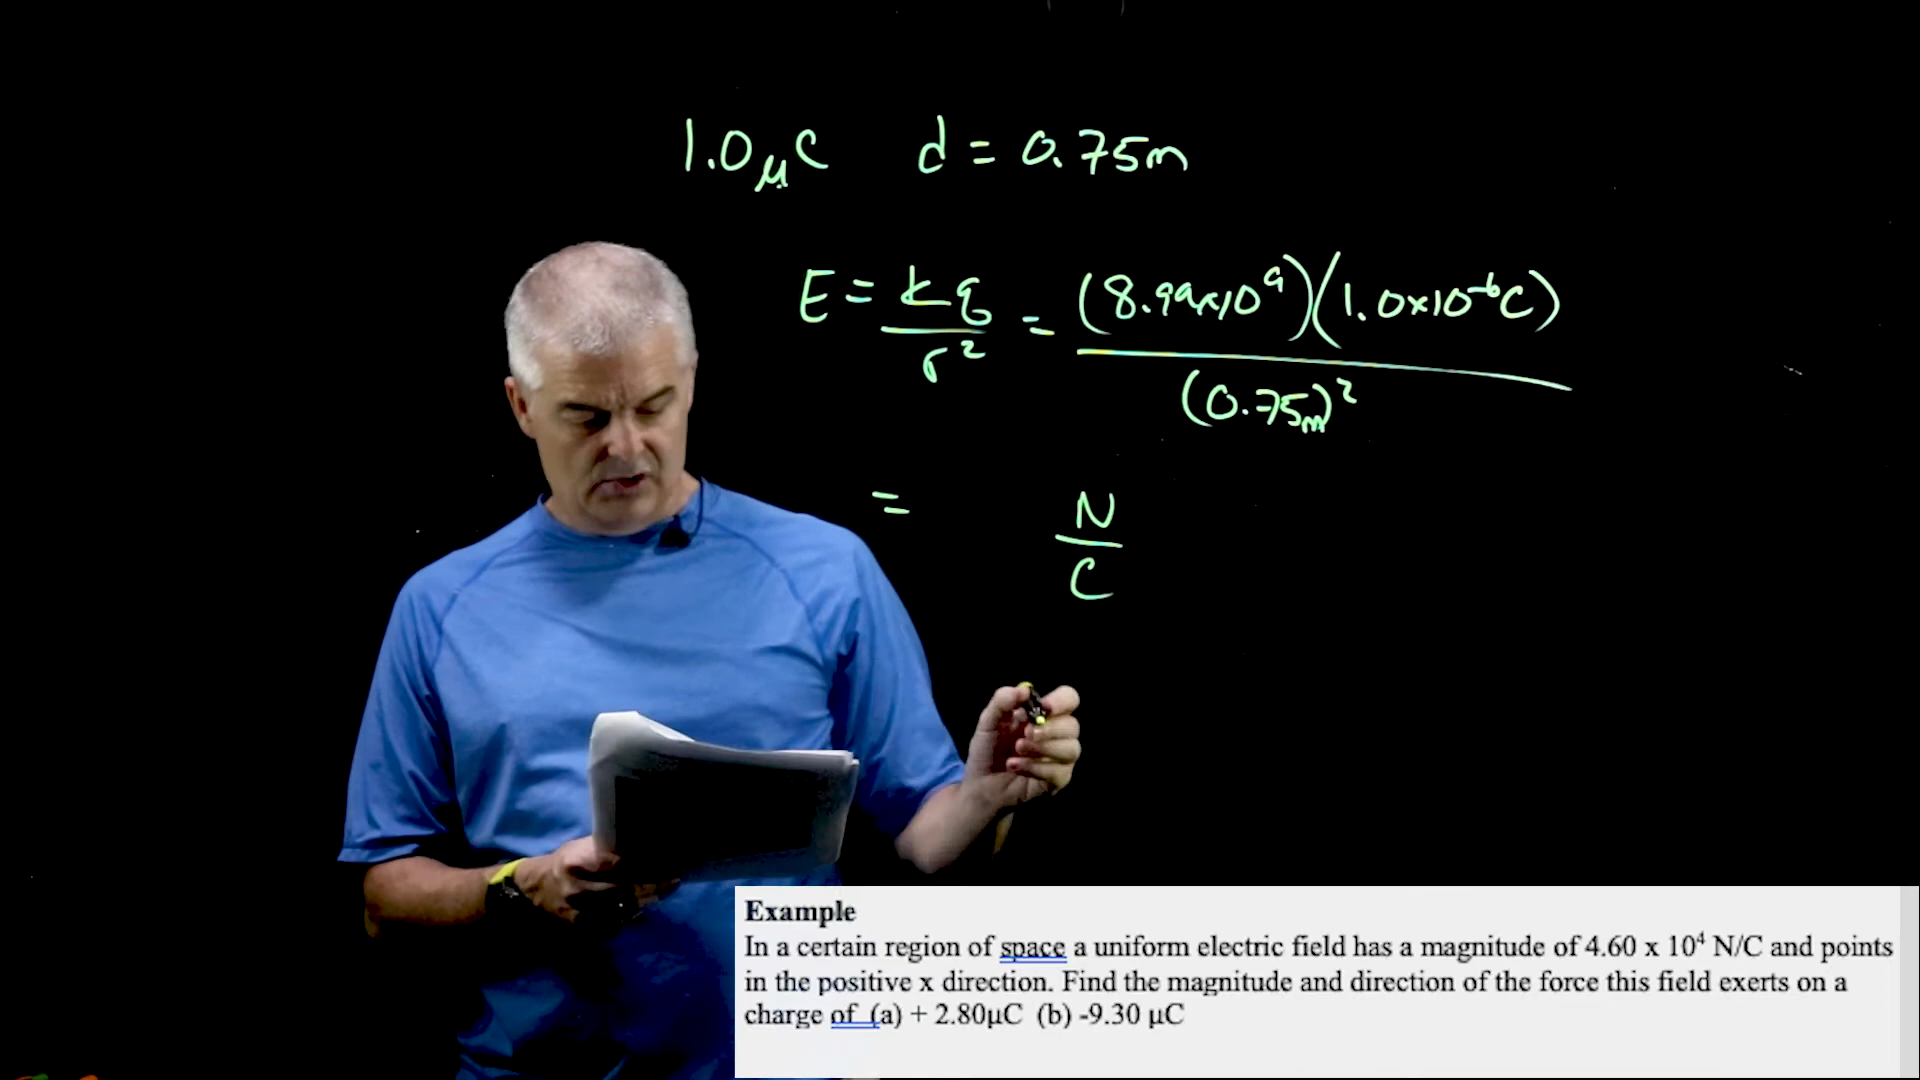 1.0μC d = 0.75m
E = kq/r² = (8.99x10⁹)(1.0x10⁻⁶C)/(0.75m)²
= N/C
Example
In a certain region of space a uniform electric field has a magnitude of 4.60 x 10⁴ N/C and points
in the positive x direction. Find the magnitude and direction of the force this field exerts on a
charge of (a) + 2.80μC (b) -9.30 μC